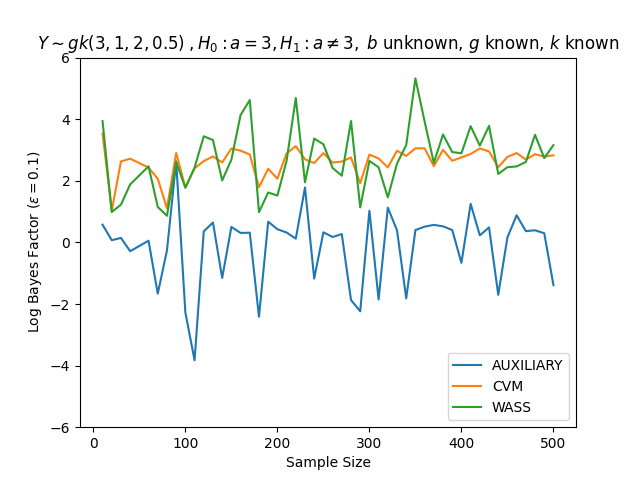 Y ~ gk(3, 1, 2, 0.5) , H₀ : a = 3, H₁ : a ≠ 3, b unknown, g known, k known
6
4
2
0
−2
−4
−6
Log Bayes Factor (ϵ = 0.1)
AUXILIARY
CVM
WASS
0
100
200
300
400
500
Sample Size